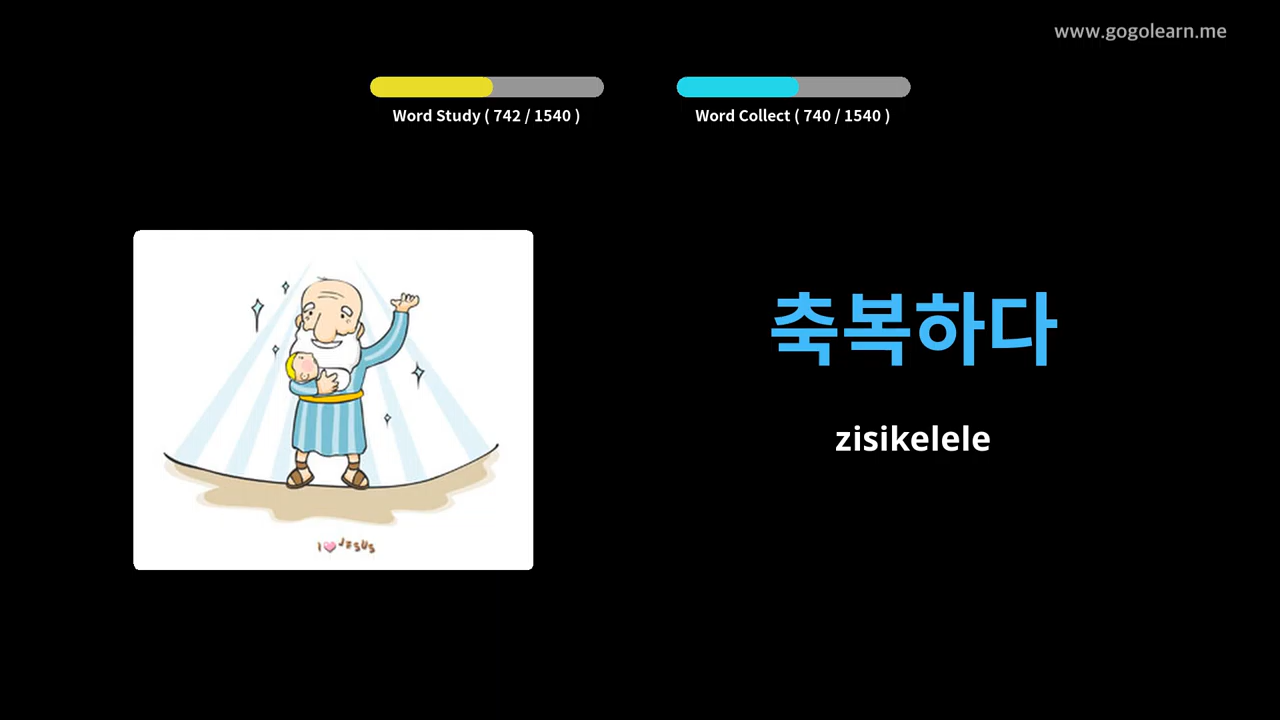 www.gogolearn.me
Word Study ( 742 / 1540 )
Word Collect ( 740 / 1540 )
축복하다
zisikelele
I JESUS